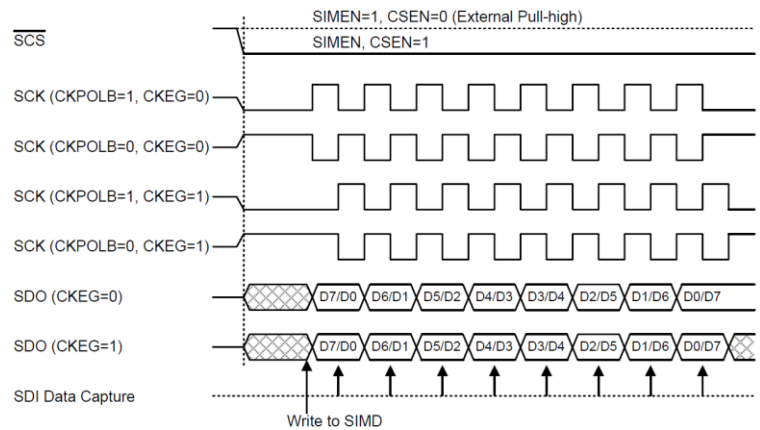 SIMEN=1, CSEN=0 (External Pull-high)
SCS
SIMEN, CSEN=1
SCK (CKPOLB=1, CKEG=0)
SCK (CKPOLB=0, CKEG=0)
SCK (CKPOLB=1, CKEG=1)
SCK (CKPOLB=0, CKEG=1)
SDO (CKEG=0) D7/D0 D6/D1 D5/D2 D4/D3 D3/D4 D2/D5 D1/D6 D0/D7
SDO (CKEG=1) D7/D0 D6/D1 D5/D2 D4/D3 D3/D4 D2/D5 D1/D6 D0/D7
SDI Data Capture
Write to SIMD